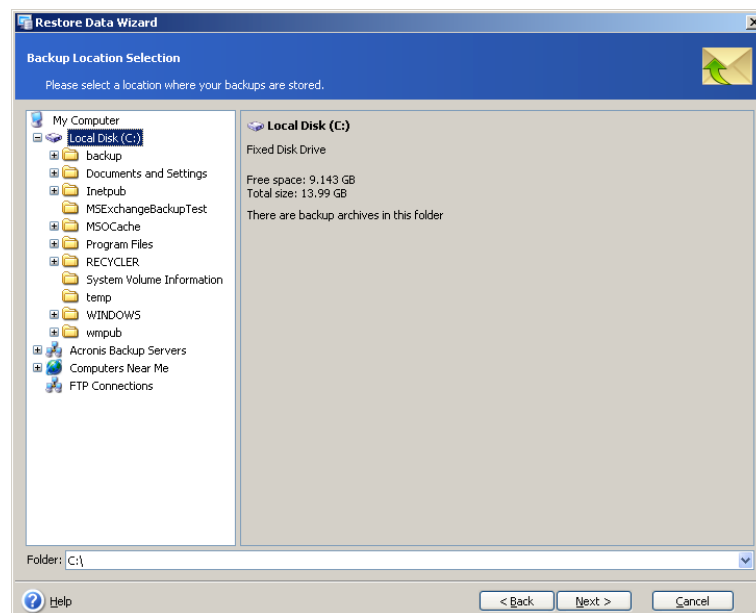 Restore Data Wizard
Backup Location Selection
Please select a location where your backups are stored.
My Computer
Local Disk (C:)
backup
Documents and Settings
Inetpub
MSExchangeBackupTest
MSOCache
Program Files
RECYCLER
System Volume Information
temp
WINDOWS
wmpub
Acronis Backup Servers
Computers Near Me
FTP Connections
Local Disk (C:)
Fixed Disk Drive
Free space: 9.143 GB
Total size: 13.99 GB
There are backup archives in this folder
Folder: C:\
Help
< Back
Next >
Cancel